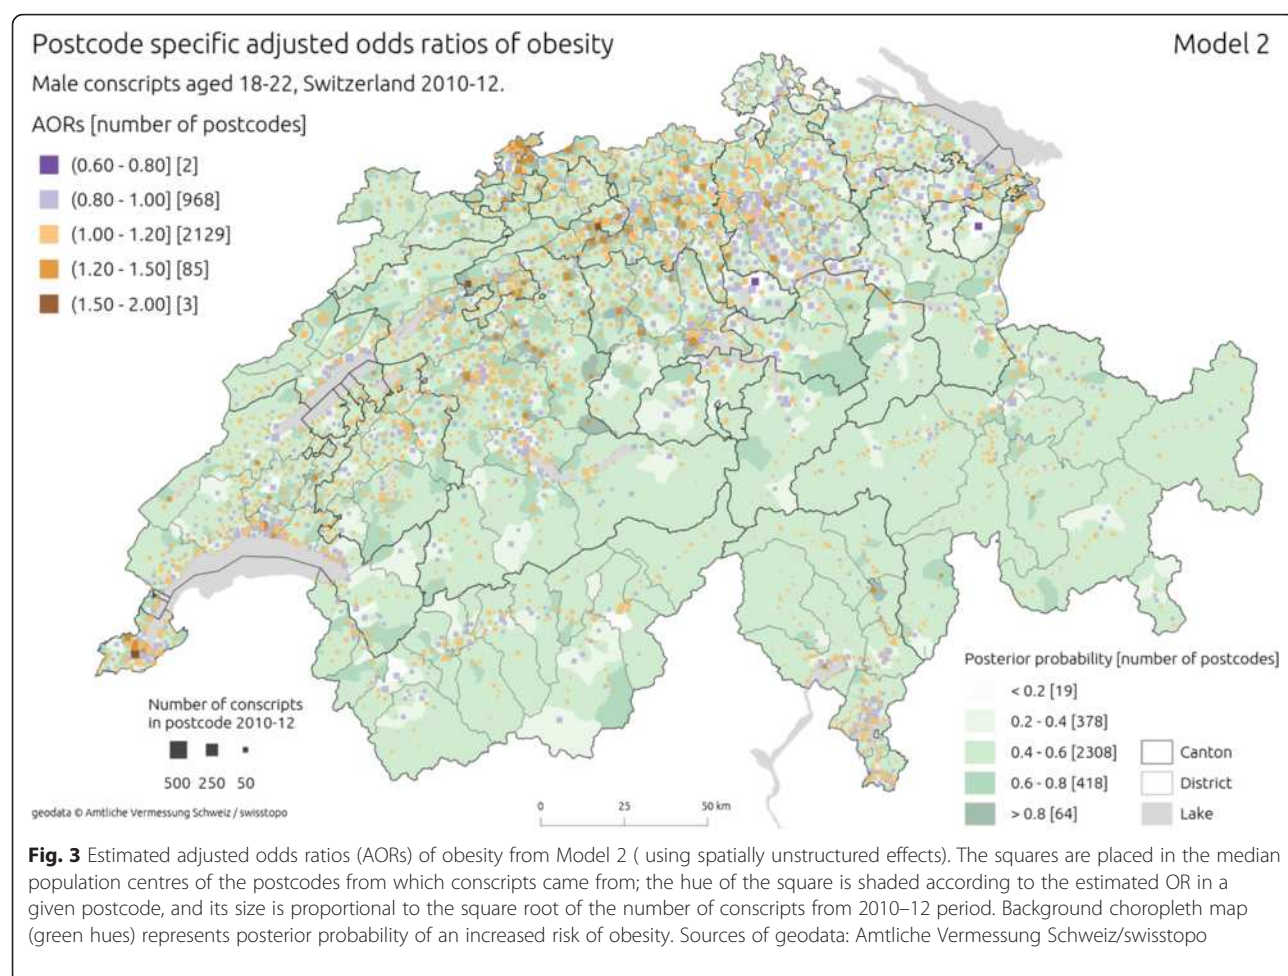 Postcode specific adjusted odds ratios of obesity
Model 2
Male conscripts aged 18-22, Switzerland 2010-12.
AORs [number of postcodes]
(0.60 - 0.80] [2]
(0.80 - 1.00] [968]
(1.00 - 1.20] [2129]
(1.20 - 1.50] [85]
(1.50 - 2.00] [3]
Number of conscripts
in postcode 2010-12
500 250 50
geodata © Amtliche Vermessung Schweiz / swisstopo
0 25 50 km
Posterior probability [number of postcodes]
< 0.2 [19]
0.2 - 0.4 [378]
0.4 - 0.6 [2308]
0.6 - 0.8 [418]
> 0.8 [64]
Canton
District
Lake
Fig. 3 Estimated adjusted odds ratios (AORs) of obesity from Model 2 ( using spatially unstructured effects). The squares are placed in the median
population centres of the postcodes from which conscripts came from; the hue of the square is shaded according to the estimated OR in a
given postcode, and its size is proportional to the square root of the number of conscripts from 2010–12 period. Background choropleth map
(green hues) represents posterior probability of an increased risk of obesity. Sources of geodata: Amtliche Vermessung Schweiz/swisstopo